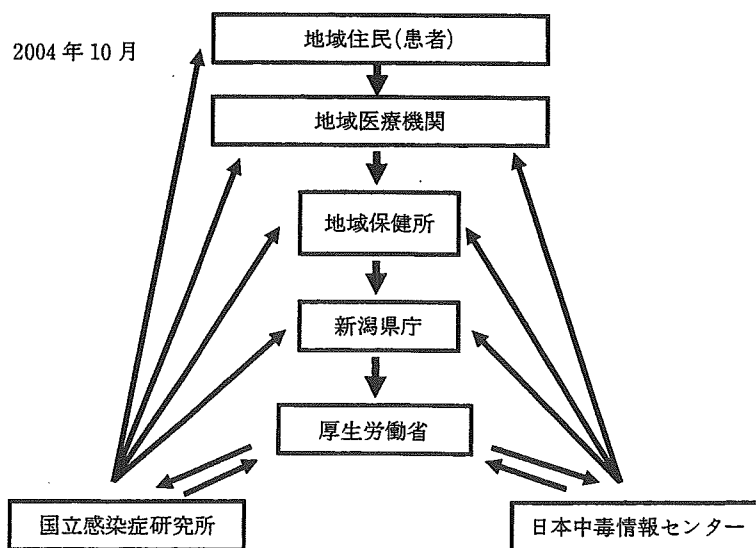 2004年10月
地域住民(患者)
地域医療機関
地域保健所
新潟県庁
厚生労働省
国立感染症研究所
日本中毒情報センター